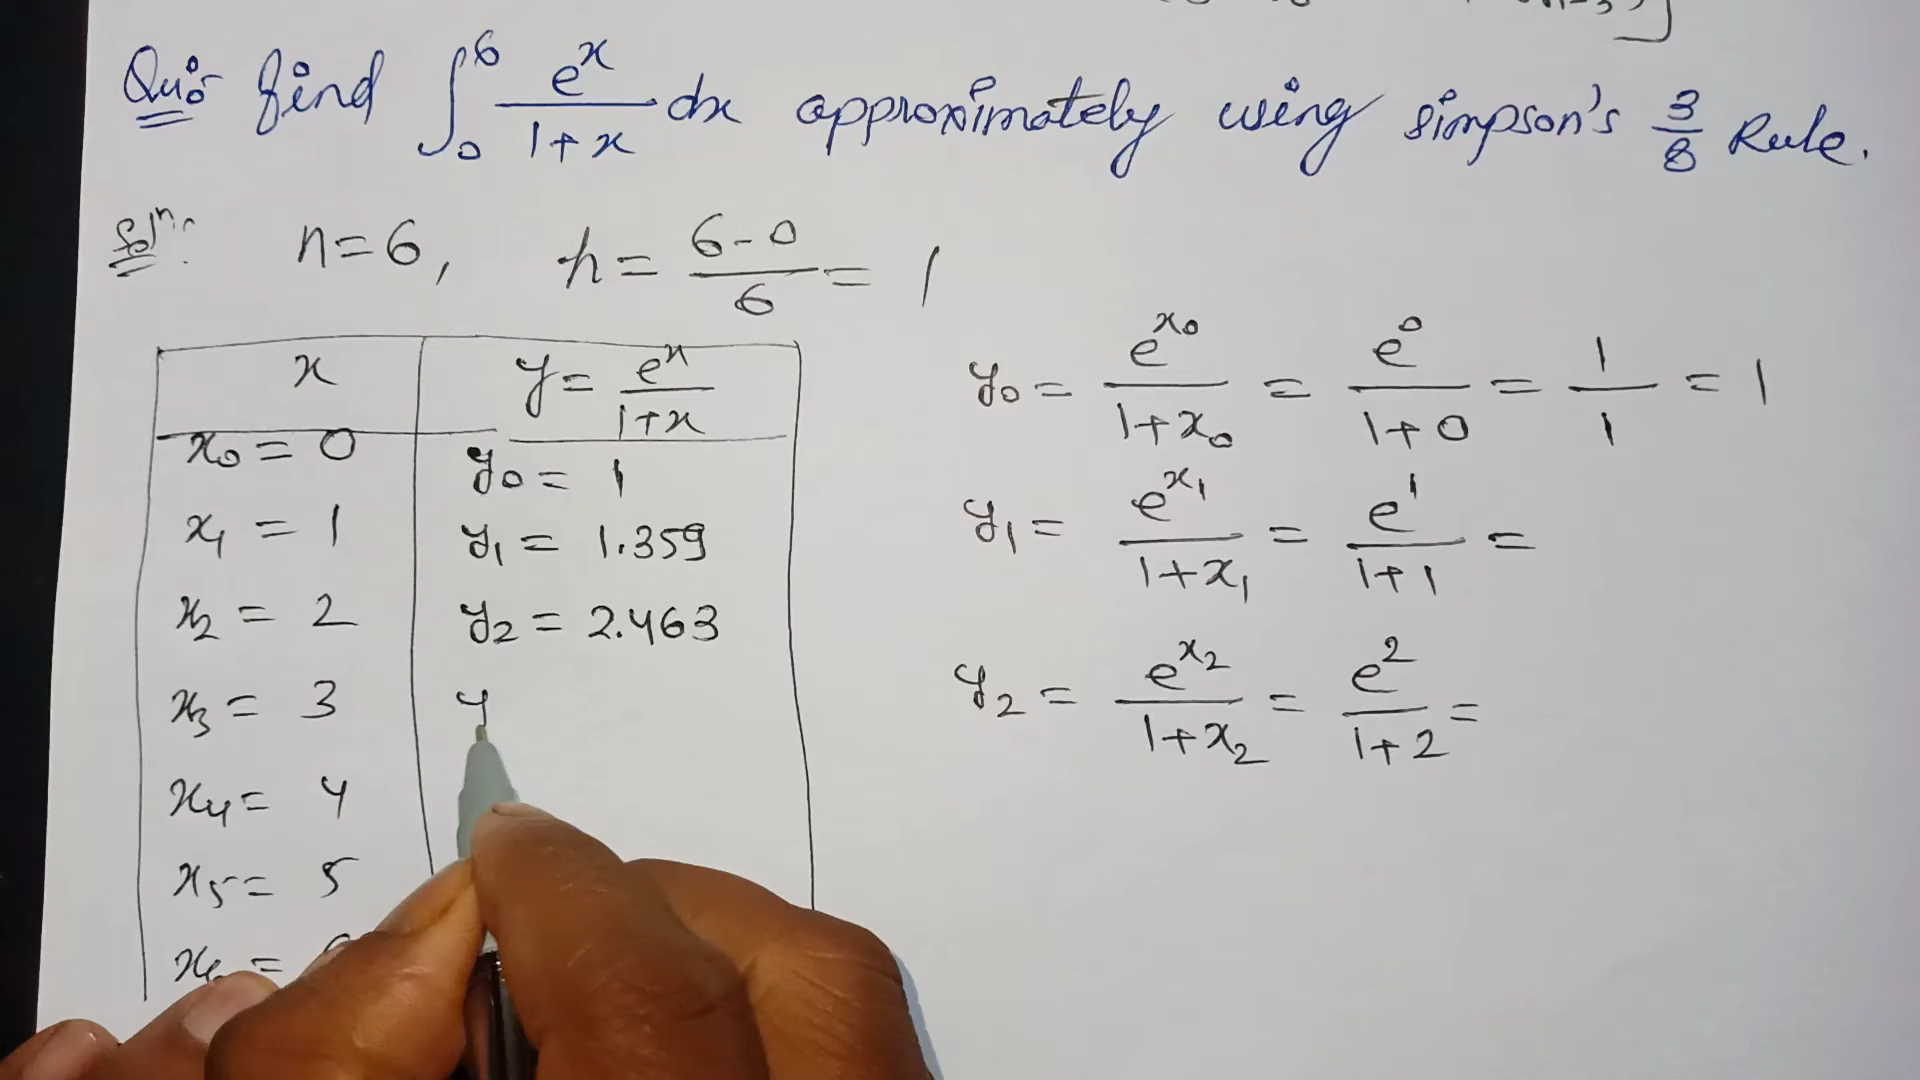 Qu: find ∫₀⁶ eˣ/(1+x) dx approximately using simpson's 3/8 Rule.
Solⁿ: n=6, h = (6-0)/6 = 1
x | y = eˣ/(1+x)
x₀ = 0 | y₀ = 1
x₁ = 1 | y₁ = 1.359
x₂ = 2 | y₂ = 2.463
x₃ = 3 | y
x₄ = 4
x₅ = 5
y₀ = e^x₀/(1+x₀) = e⁰/(1+0) = 1/1 = 1
y₁ = e^x₁/(1+x₁) = e¹/(1+1) =
y₂ = e^x₂/(1+x₂) = e²/(1+2) =